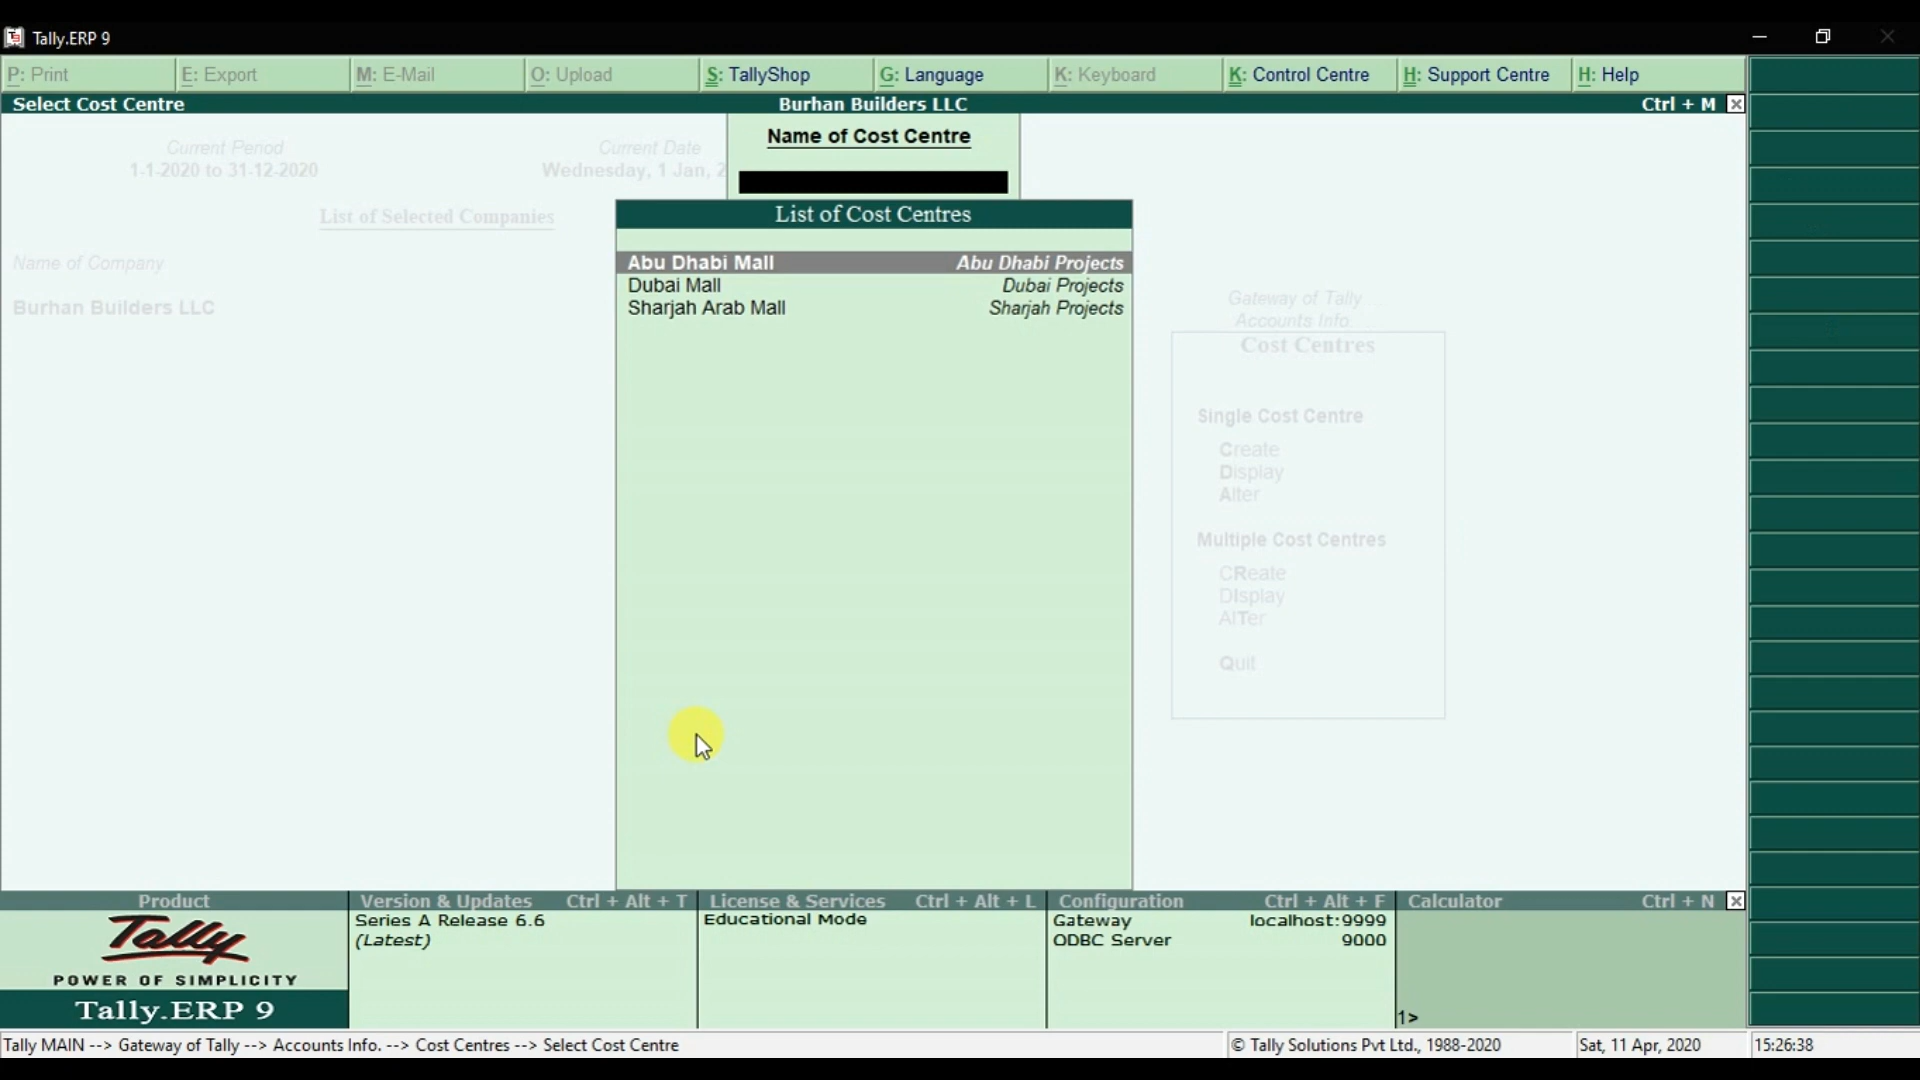 Tally.ERP 9
P: Print E: Export M: E-Mail O: Upload S: TallyShop G: Language K: Keyboard K: Control Centre H: Support Centre H: Help
Select Cost Centre Burhan Builders LLC Ctrl + M
Name of Cost Centre
Current Period Current Date
1-1-2020 to 31-12-2020 Wednesday, 1 Jan, 2
List of Selected Companies
List of Cost Centres
Name of Company
Abu Dhabi Mall Abu Dhabi Projects
Dubai Mall Dubai Projects
Burhan Builders LLC
Sharjah Arab Mall Sharjah Projects
Gateway of Tally ...
Accounts Info. ...
Cost Centres
Single Cost Centre
Create
Display
Alter
Multiple Cost Centres
CReate
DIsplay
AlTer
Quit
Product
Tally
POWER OF SIMPLICITY
Tally.ERP 9
Version & Updates Ctrl + Alt + T
Series A Release 6.6
(Latest)
License & Services Ctrl + Alt + L
Educational Mode
Configuration Ctrl + Alt + F
Gateway localhost:9999
ODBC Server 9000
Calculator Ctrl + N
1>
Tally MAIN --> Gateway of Tally --> Accounts Info. --> Cost Centres --> Select Cost Centre © Tally Solutions Pvt Ltd., 1988-2020 Sat, 11 Apr, 2020 15:26:38